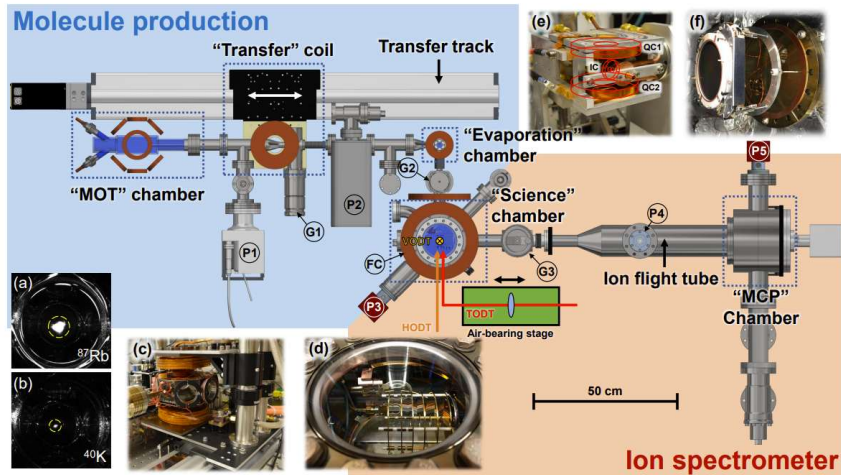 Molecule production
“Transfer” coil
Transfer track
“MOT” chamber
“Evaporation”
chamber
G2
P2
G1
P1
“Science”
chamber
VODT
FC
P3
G3
HODT
TODT
Air-bearing stage
P4
Ion flight tube
P5
“MCP”
Chamber
50 cm
Ion spectrometer
(a)
87Rb
(b)
40K
(c)
(d)
(e)
QC1
IC
QC2
(f)